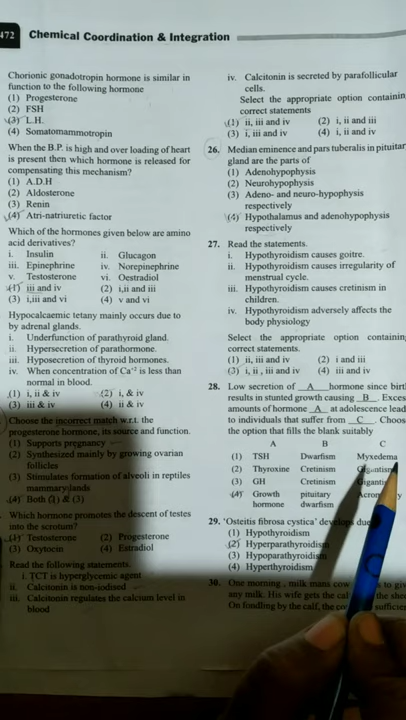 472 Chemical Coordination & Integration
Chorionic gonadotropin hormone is similar in
function to the following hormone
(1) Progesterone
(2) FSH
(3) L.H.
(4) Somatomammotropin
When the B.P. is high and over loading of heart
is present then which hormone is released for
compensating this mechanism?
(1) A.D.H
(2) Aldosterone
(3) Renin
(4) Atri-natriuretic factor
Which of the hormones given below are amino
acid derivatives?
i. Insulin ii. Glucagon
iii. Epinephrine iv. Norepinephrine
v. Testosterone vi. Oestradiol
(1) iii and iv (2) i,ii and iii
(3) i,iii and vi (4) v and vi
Hypocalcaemic tetany mainly occurs due to
by adrenal glands.
i. Underfunction of parathyroid gland.
ii. Hypersecretion of parathormone.
iii. Hyposecretion of thyroid hormones.
iv. When concentration of Ca+2 is less than
normal in blood.
(1) i, ii & iv (2) i, & iv
(3) iii & iv (4) ii & iv
Choose the incorrect match w.r.t. the
progesterone hormone, its source and function.
(1) Supports pregnancy
(2) Synthesized mainly by growing ovarian
follicles
(3) Stimulates formation of alveoli in reptiles
mammary glands
(4) Both (1) & (3)
Which hormone promotes the descent of testes
into the scrotum?
(1) Testosterone (2) Progesterone
(3) Oxytocin (4) Estradiol
Read the following statements.
i. TCT is hyperglycemic agent
ii. Calcitonin is non-iodised
iii. Calcitonin regulates the calcium level in
blood
iv. Calcitonin is secreted by parafollicular
cells.
Select the appropriate option containin
correct statements
(1) ii, iii and iv (2) i, ii and iii
(3) i, iii and iv (4) i, ii and iv
26. Median eminence and pars tuberalis in pituitar
gland are the parts of
(1) Adenohypophysis
(2) Neurohypophysis
(3) Adeno- and neuro-hypophysis
respectively
(4) Hypothalamus and adenohypophysis
respectively
27. Read the statements.
i. Hypothyroidism causes goitre.
ii. Hypothyroidism causes irregularity of
menstrual cycle.
iii. Hypothyroidism causes cretinism in
children.
iv. Hypothyroidism adversely affects the
body physiology
Select the appropriate option containin
correct statements.
(1) ii, iii and iv (2) i and iii
(3) i, ii , iii and iv (4) iii and iv
28. Low secretion of A hormone since birt
results in stunted growth causing B. Exces
amounts of hormone A at adolescence lead
to individuals that suffer from C. Choos
the option that fills the blank suitably
A B C
(1) TSH Dwarfism Myxedema
(2) Thyroxine Cretinism
(3) GH Cretinism
(4) Growth pituitary
hormone dwarfism
29. 'Osteitis fibrosa cystica' develops due
(1) Hypothyroidism
(2) Hyperparathyroidism
(3) Hypoparathyroidism
(4) Hyperthyroidism
30. One morning, milk mans cow to giv
any milk. His wife gets the cal the she
On fondling by the calf, the co sufficien